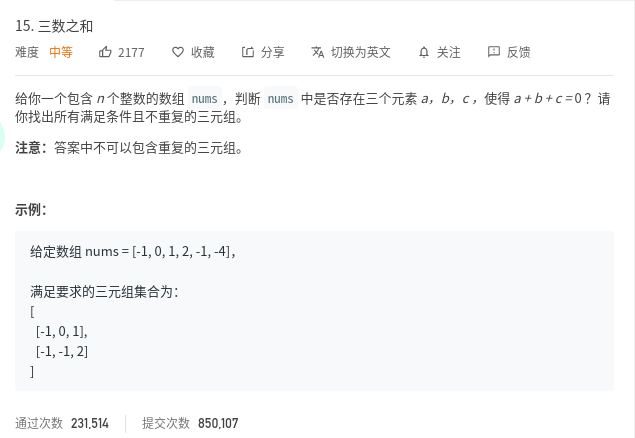 15. 三数之和
难度 中等 2177 收藏 分享 切换为英文 关注 反馈
给你一个包含 n 个整数的数组 nums ，判断 nums 中是否存在三个元素 a，b，c ，使得 a + b + c = 0 ？请
你找出所有满足条件且不重复的三元组。
注意：答案中不可以包含重复的三元组。
示例：
给定数组 nums = [-1, 0, 1, 2, -1, -4]，
满足要求的三元组集合为：
[
[-1, 0, 1],
[-1, -1, 2]
]
通过次数 231,514 提交次数 850,107